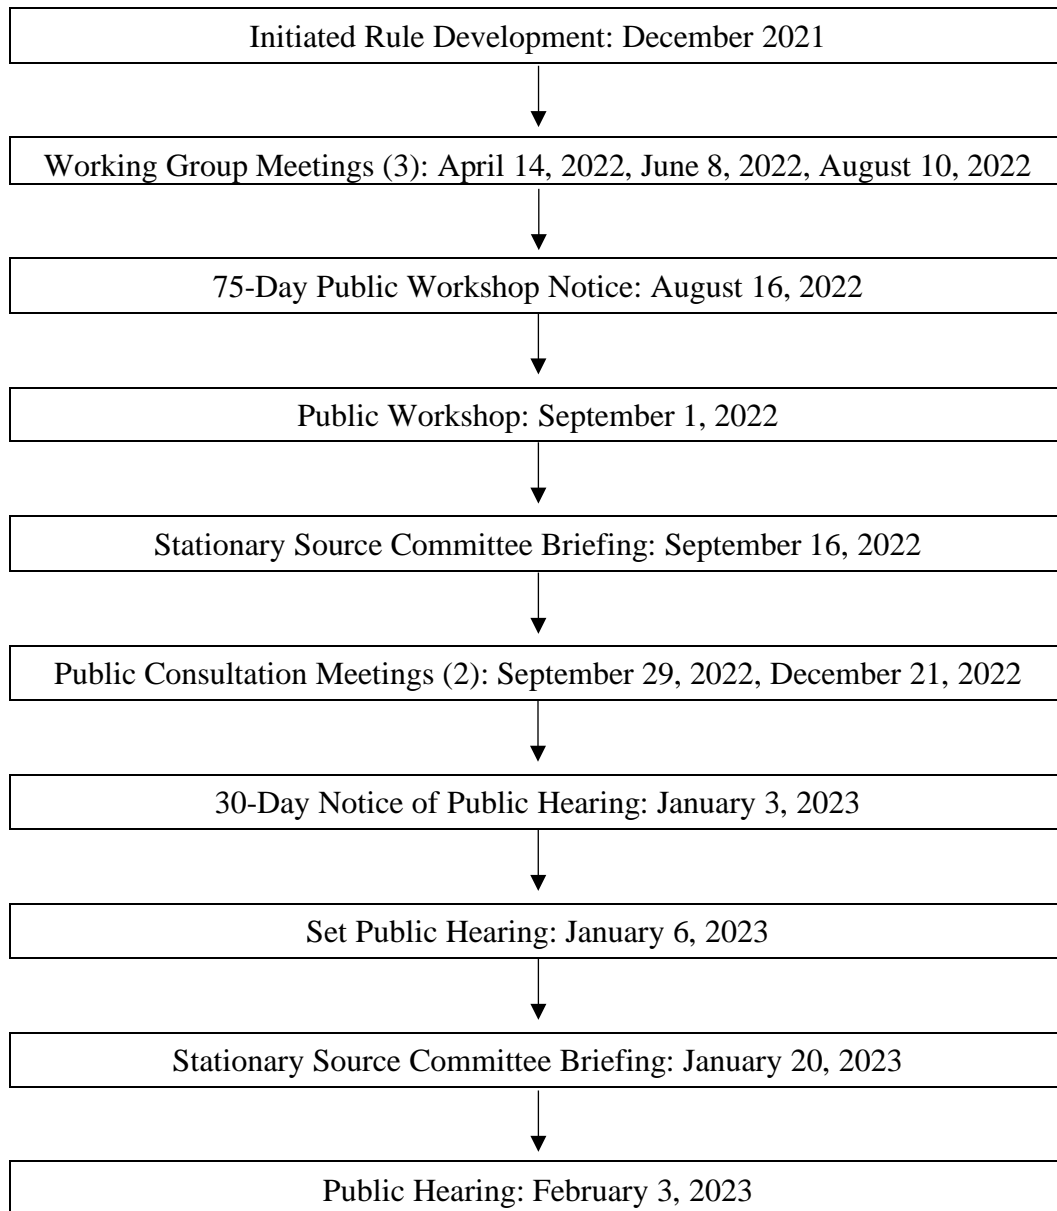 Initiated Rule Development: December 2021
Working Group Meetings (3): April 14, 2022, June 8, 2022, August 10, 2022
75-Day Public Workshop Notice: August 16, 2022
Public Workshop: September 1, 2022
Stationary Source Committee Briefing: September 16, 2022
Public Consultation Meetings (2): September 29, 2022, December 21, 2022
30-Day Notice of Public Hearing: January 3, 2023
Set Public Hearing: January 6, 2023
Stationary Source Committee Briefing: January 20, 2023
Public Hearing: February 3, 2023